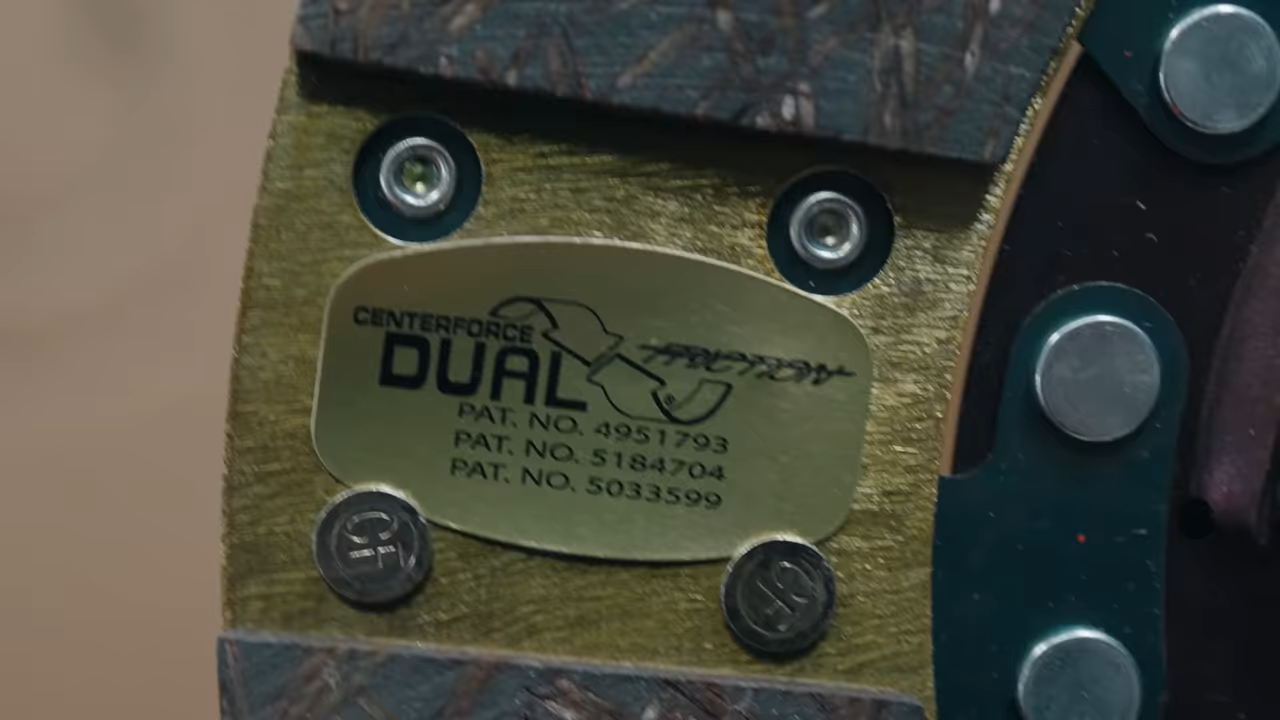 CENTERFORCE
DUAL FRICTION
®
PAT. NO. 4951793
PAT. NO. 5184704
PAT. NO. 5033599
CF
CF